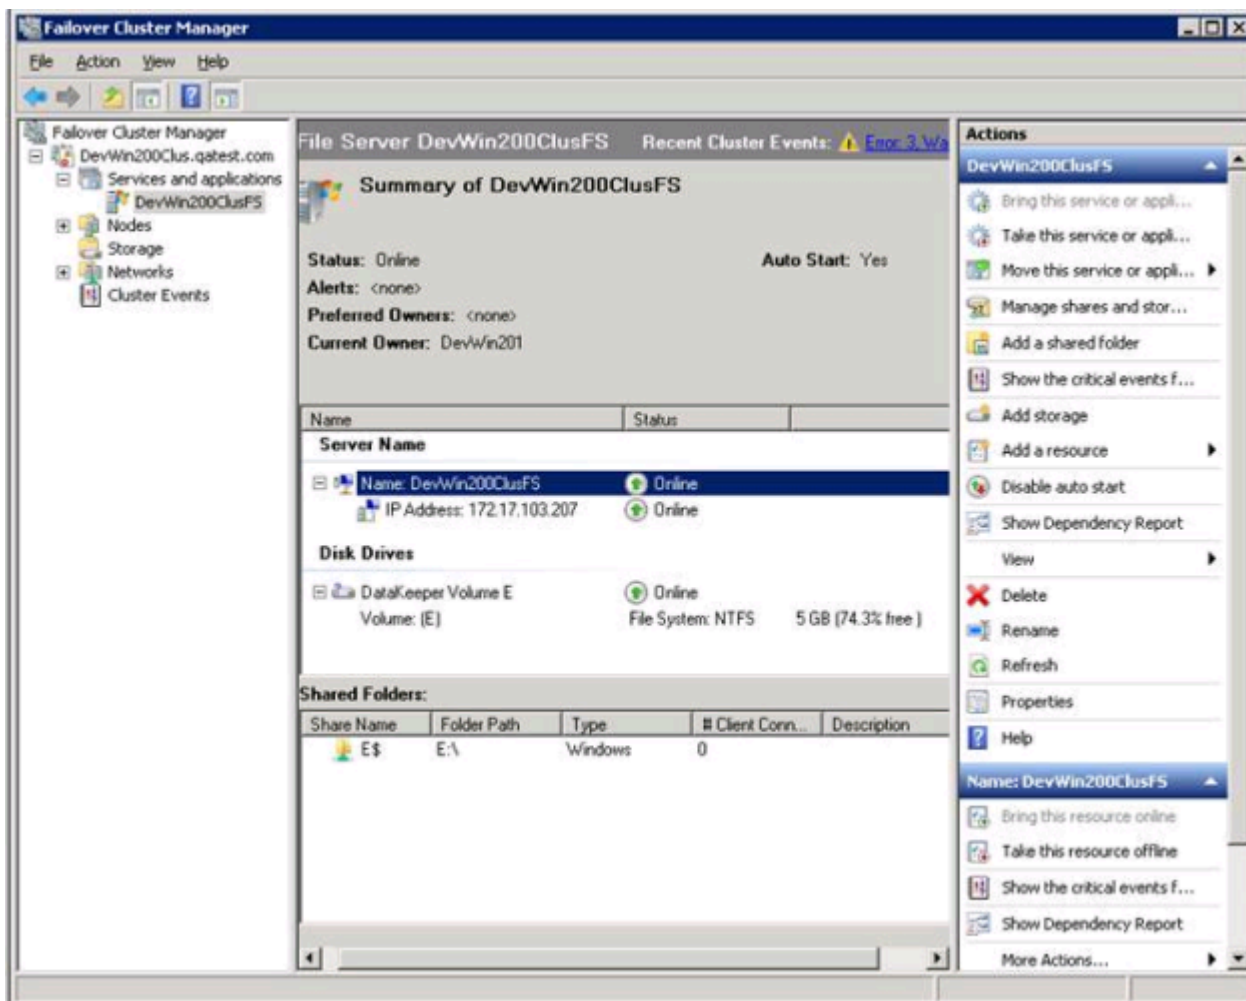 Failover Cluster Manager
File Action View Help
Failover Cluster Manager
DevWin200Clus.qatest.com
Services and applications
DevWin200ClusFS
Nodes
Storage
Networks
Cluster Events
File Server DevWin200ClusFS Recent Cluster Events: Error: 3, Wa
Summary of DevWin200ClusFS
Status: Online Auto Start: Yes
Alerts: <none>
Preferred Owners: <none>
Current Owner: DevWin201
Name Status
Server Name
Name: DevWin200ClusFS Online
IP Address: 172.17.103.207 Online
Disk Drives
DataKeeper Volume E Online
Volume: (E) File System: NTFS 5 GB (74.3% free )
Shared Folders:
Share Name Folder Path Type # Client Conn... Description
E$ E:\ Windows 0
Actions
DevWin200ClusFS
Bring this service or appli...
Take this service or appli...
Move this service or appli...
Manage shares and stor...
Add a shared folder
Show the critical events f...
Add storage
Add a resource
Disable auto start
Show Dependency Report
View
Delete
Rename
Refresh
Properties
Help
Name: DevWin200ClusFS
Bring this resource online
Take this resource offline
Show the critical events f...
Show Dependency Report
More Actions...